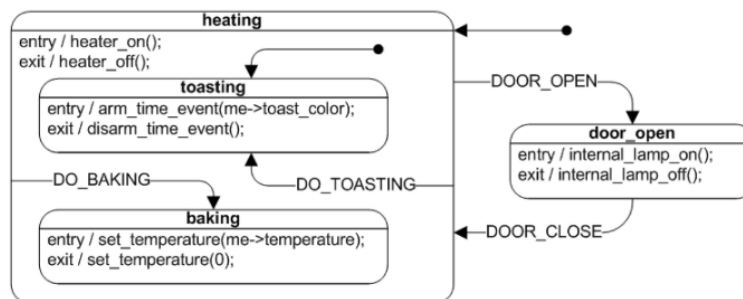 heating
entry / heater_on();
exit / heater_off();
toasting
entry / arm_time_event(me->toast_color);
exit / disarm_time_event();
DO_BAKING
DO_TOASTING
baking
entry / set_temperature(me->temperature);
exit / set_temperature(0);
DOOR_OPEN
door_open
entry / internal_lamp_on();
exit / internal_lamp_off();
DOOR_CLOSE